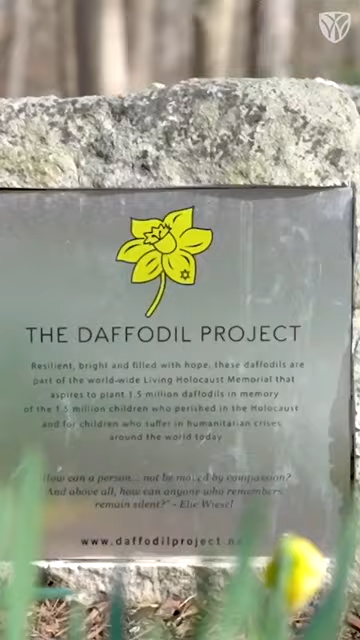 THE DAFFODIL PROJECT
Resilient, bright and filled with hope, these daffodils are
part of the world-wide Living Holocaust Memorial that
aspires to plant 1.5 million daffodils in memory
of the 1.5 million children who perished in the Holocaust
and for children who suffer in humanitarian crises
around the world today
How can a person... not be moved by compassion?
And above all, how can anyone who remembers
remain silent?" - Elie Wiesel
www.daffodilproject.n